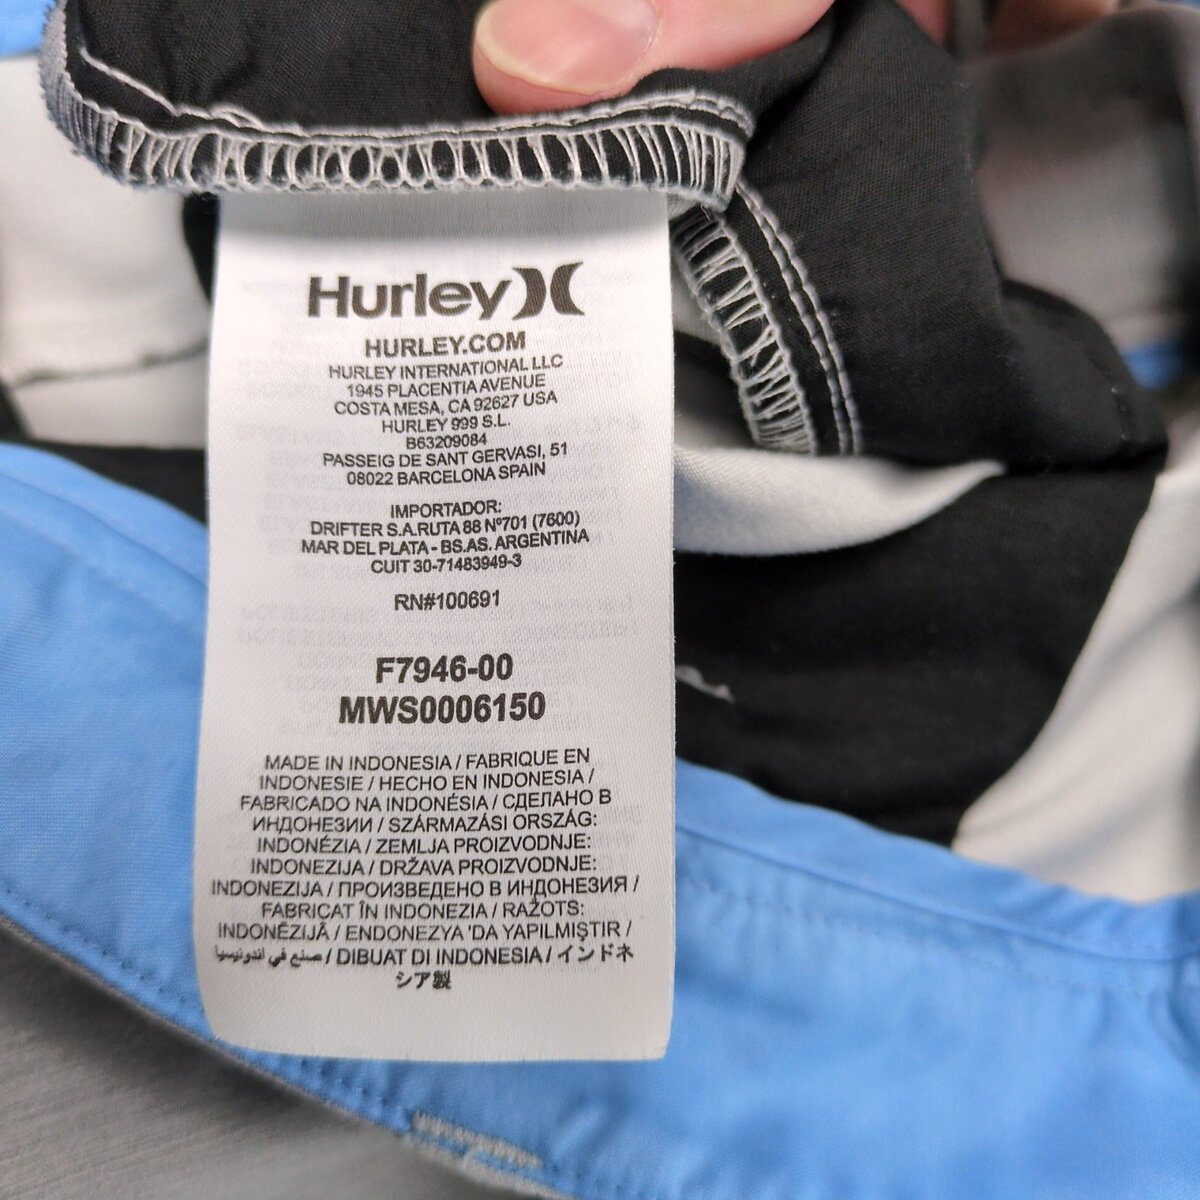 Hurley
HURLEY.COM
HURLEY INTERNATIONAL LLC
1945 PLACENTIA AVENUE
COSTA MESA, CA 92627 USA
HURLEY 999 S.L.
B63209084
PASSEIG DE SANT GERVASI, 51
08022 BARCELONA SPAIN
IMPORTADOR:
DRIFTER S.A.RUTA 88 Nº701 (7600)
MAR DEL PLATA - BS.AS. ARGENTINA
CUIT 30-71483949-3
RN#100691
F7946-00
MWS0006150
MADE IN INDONESIA / FABRIQUE EN
INDONESIE / HECHO EN INDONESIA /
FABRICADO NA INDONÉSIA / СДЕЛАНО В
ИНДОНЕЗИИ / SZÁRMAZÁSI ORSZÁG:
INDONÉZIA / ZEMLJA PROIZVODNJE:
INDONEZIJA / DRŽAVA PROIZVODNJE:
INDONEZIJA / ПРОИЗВЕДЕНО В ИНДОНЕЗИЯ /
FABRICAT ÎN INDONEZIA / RAŽOTS:
INDONĒZIJĀ / ENDONEZYA 'DA YAPILMIŞTIR /
صنع في اندونيسيا / DIBUAT DI INDONESIA / インドネ
シア製